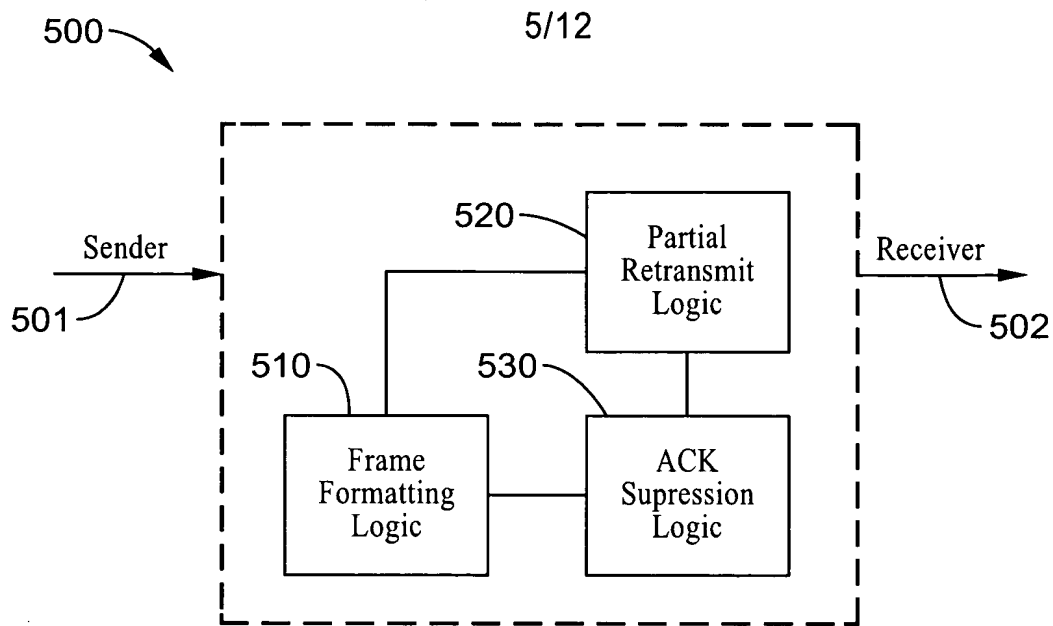 500
5/12
520
Partial
Retransmit
Logic
Sender
Receiver
501
502
510
530
Frame
Formatting
Logic
ACK
Supression
Logic